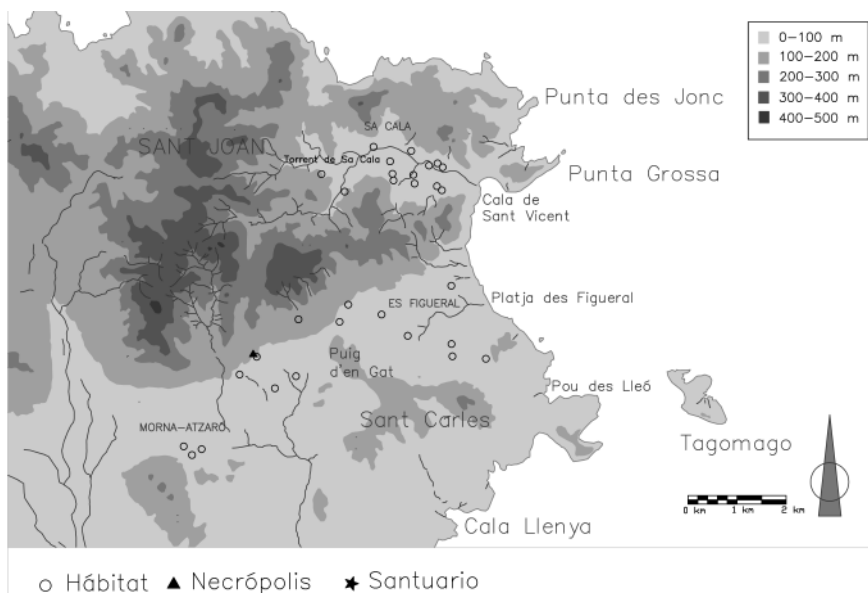 0-100 m
100-200 m
200-300 m
300-400 m
400-500 m
Punta des Jonc
SA CALA
SANT JOAN
Torrent de Sa Cala
Punta Grossa
Cala de
Sant Vicent
ES FIGUERAL
Platja des Figueral
Puig
d'en Gat
Pou des Lleó
Sant Carles
MORNA-ATZARO
Tagomago
0 km 1 km 2 km
Cala Llenya
Hábitat Necrópolis Santuario